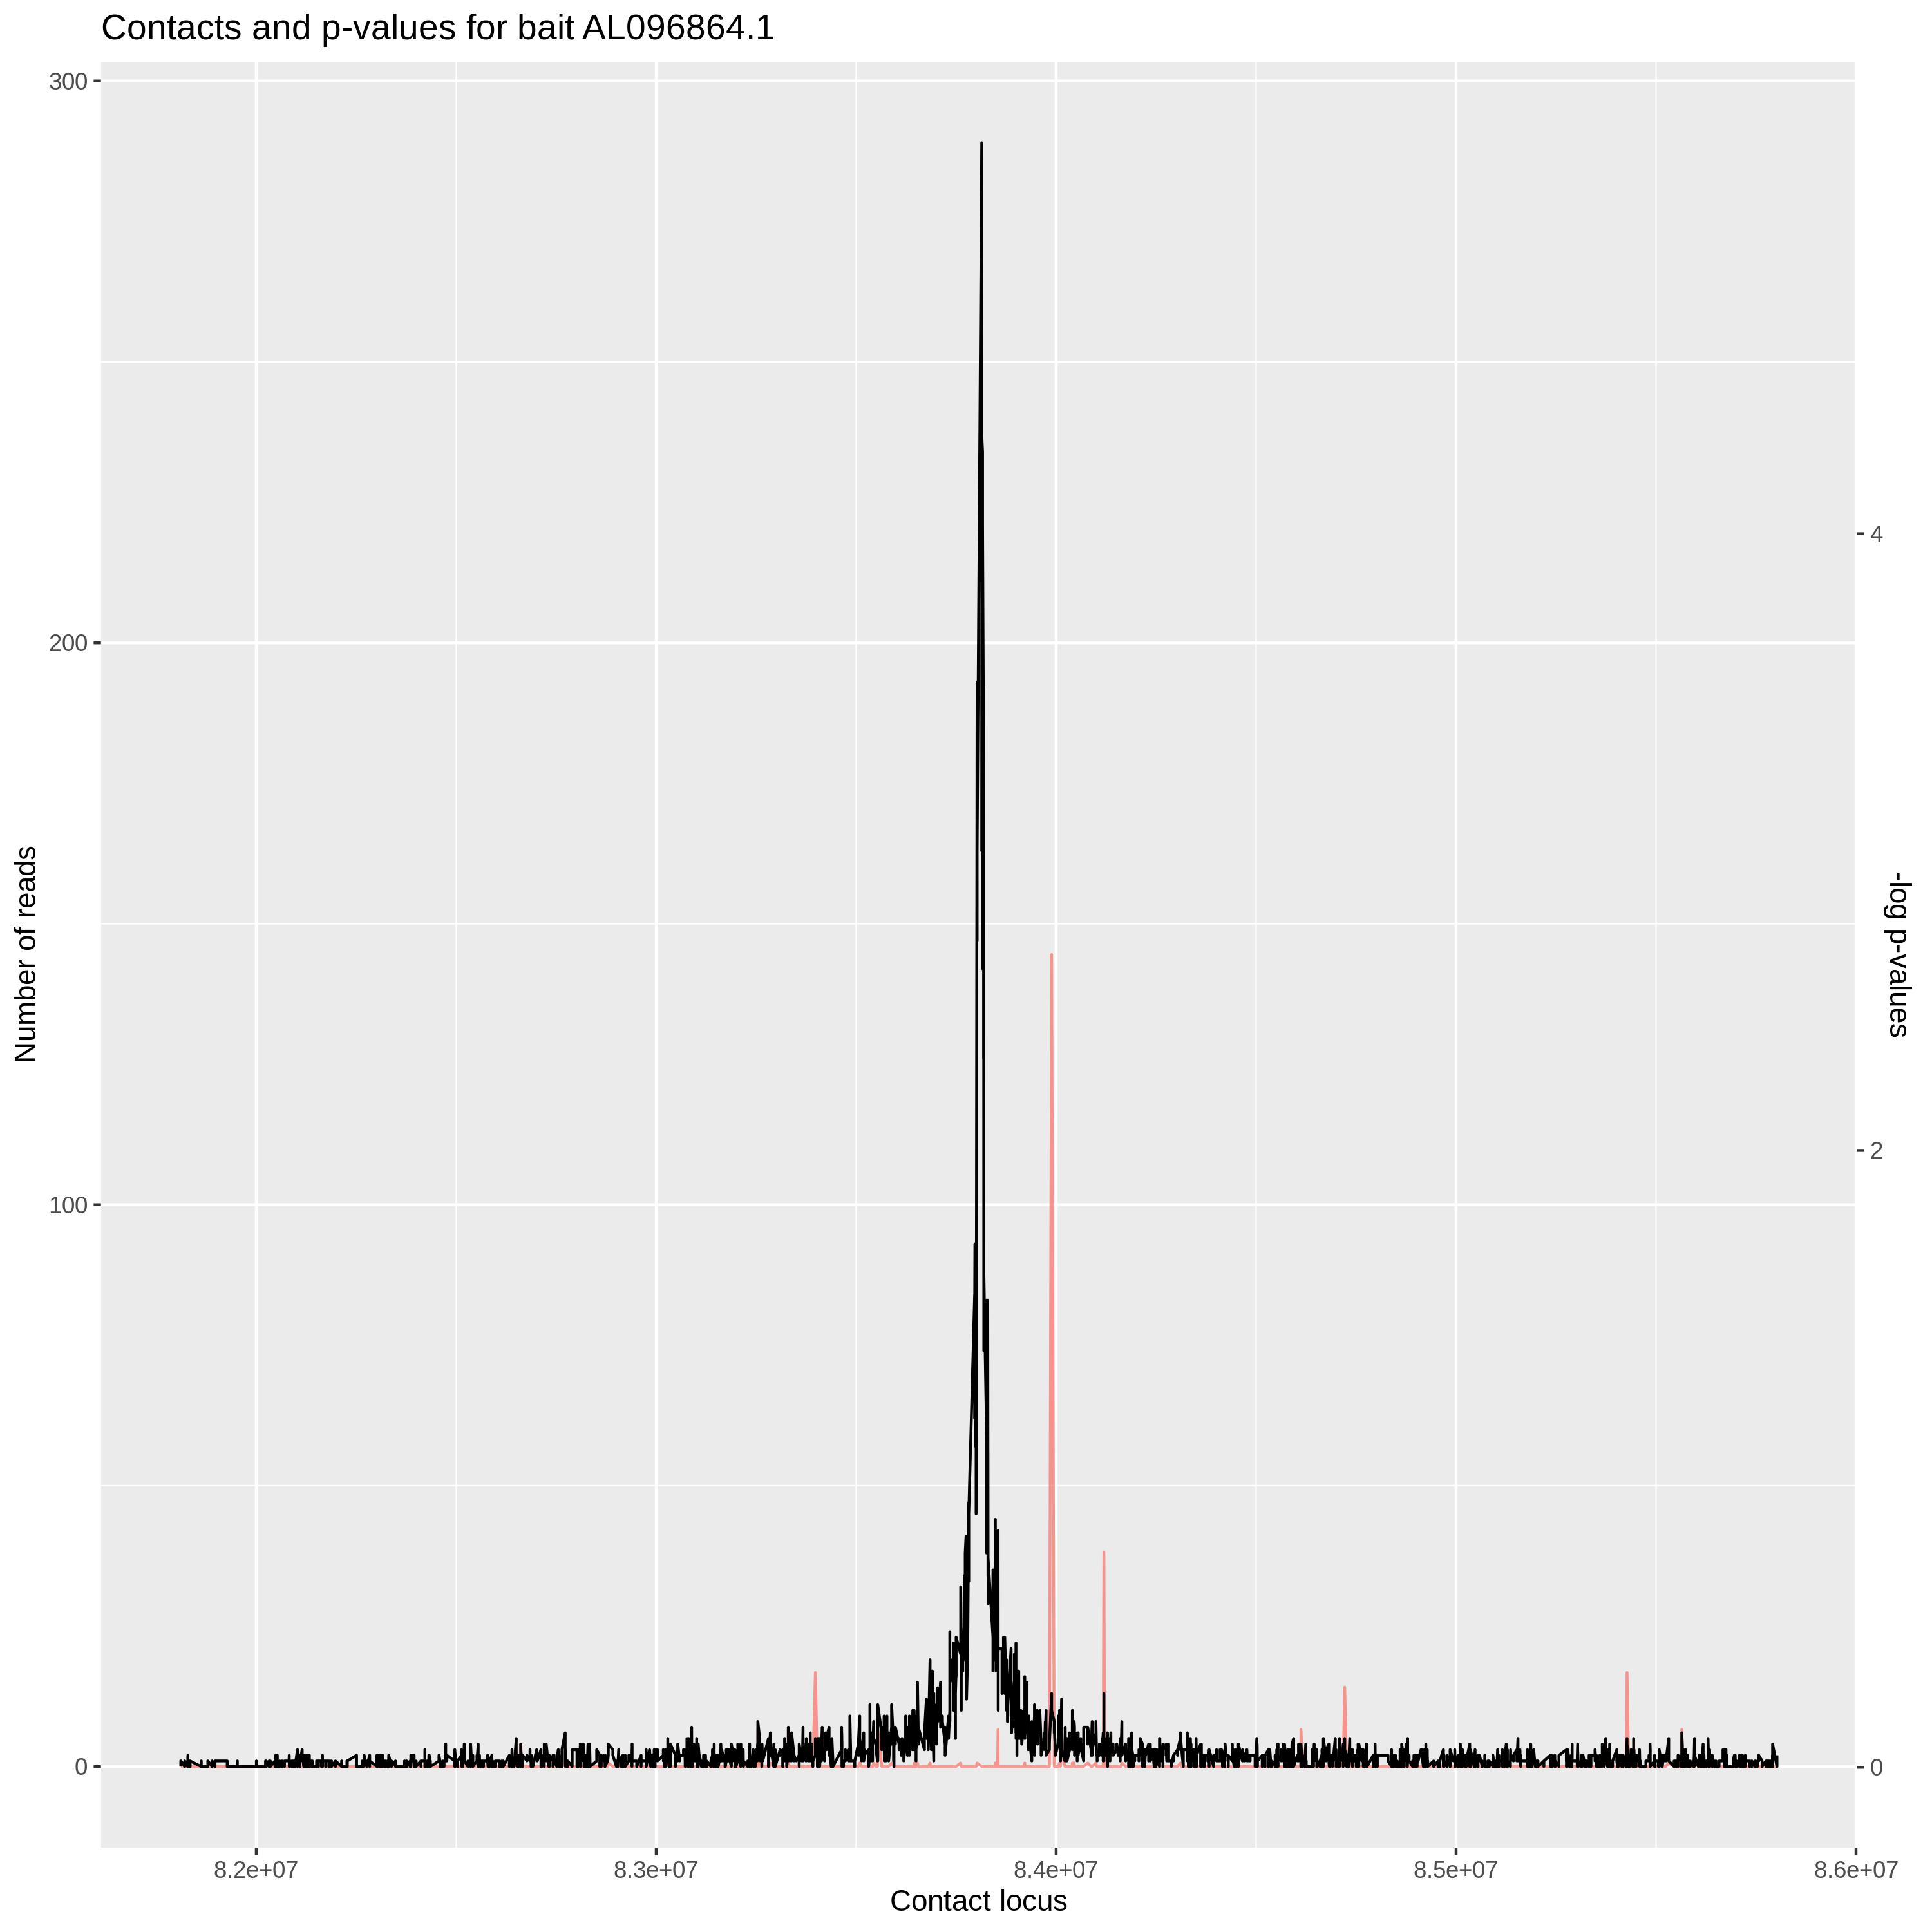 Contacts and p-values for bait AL096864.1
300
200
100
0
Number of reads
4
2
0
-log p-values
8.2e+07
8.3e+07
8.4e+07
8.5e+07
8.6e+07
Contact locus